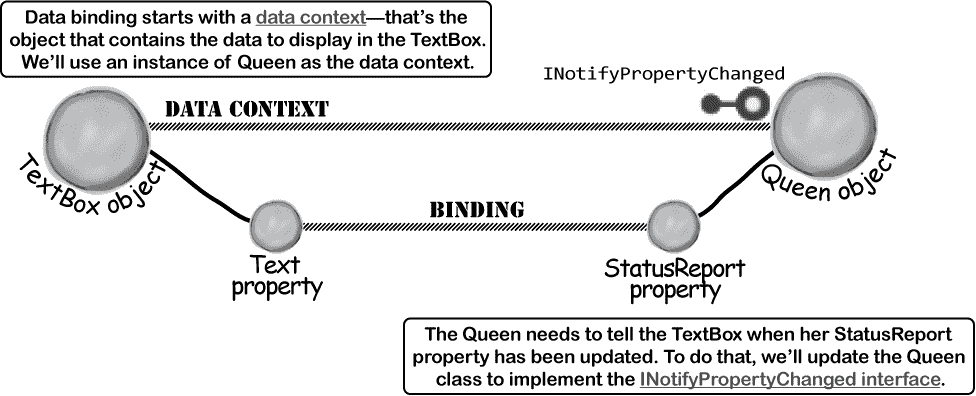 Data binding starts with a data context—that's the
object that contains the data to display in the TextBox.
We'll use an instance of Queen as the data context.
INotifyPropertyChanged
DATA CONTEXT
TextBox object
Queen object
BINDING
Text
property
StatusReport
property
The Queen needs to tell the TextBox when her StatusReport
property has been updated. To do that, we'll update the Queen
class to implement the INotifyPropertyChanged interface.